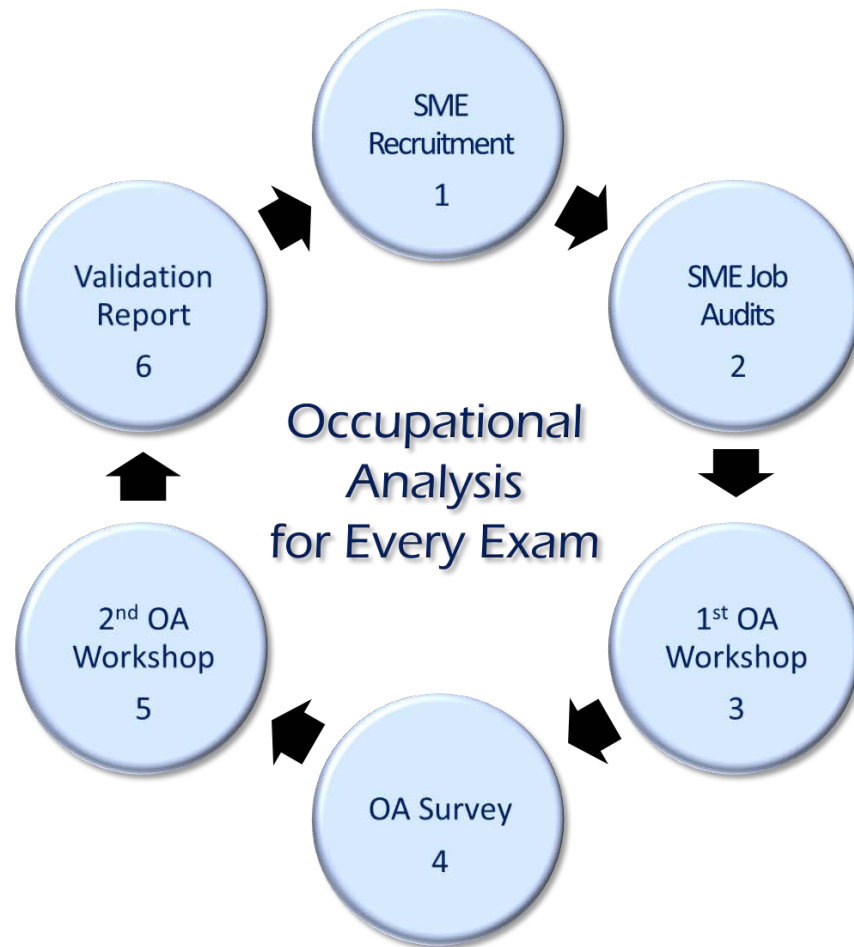 SME
Recruitment
1
SME Job
Audits
2
1st OA
Workshop
3
OA Survey
4
2nd OA
Workshop
5
Validation
Report
6
Occupational
Analysis
for Every Exam